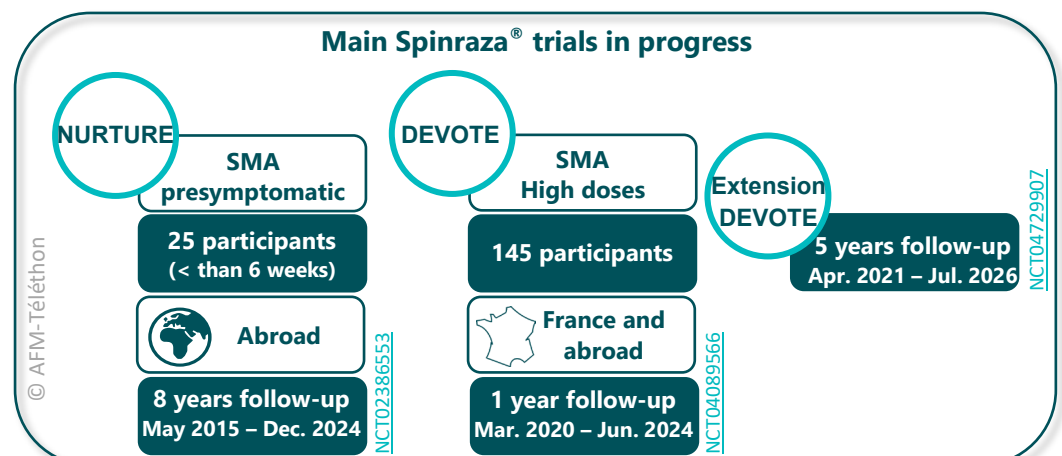 Main Spinraza® trials in progress
NURTURE
SMA
presymptomatic
25 participants
(< than 6 weeks)
Abroad
8 years follow-up
May 2015 – Dec. 2024
NCT02386553
DEVOTE
SMA
High doses
145 participants
France and
abroad
1 year follow-up
Mar. 2020 – Jun. 2024
NCT04089566
Extension
DEVOTE
5 years follow-up
Apr. 2021 – Jul. 2026
NCT04729907
© AFM-Téléthon